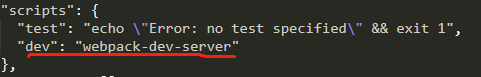 "scripts": {
"test": "echo \"Error: no test specified\" && exit 1",
"dev": "webpack-dev-server"
},